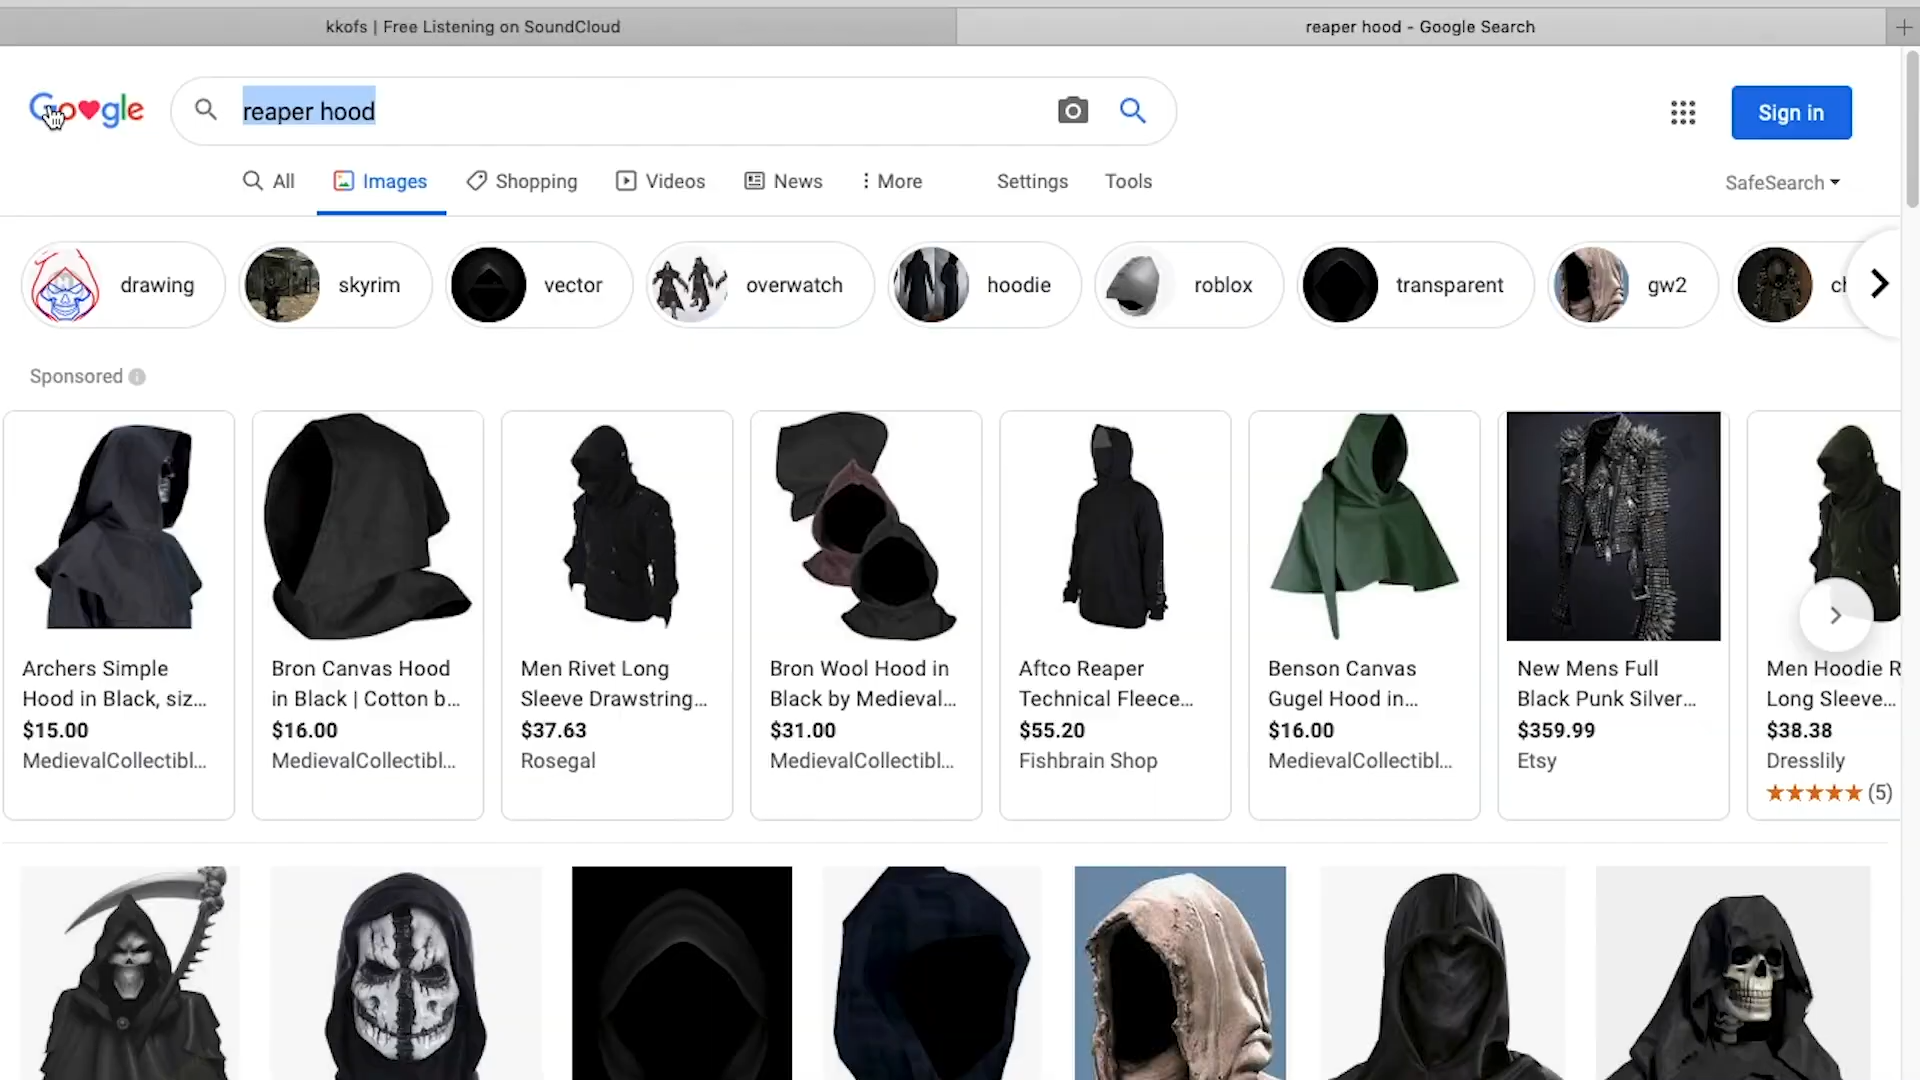 kkofs | Free Listening on SoundCloud
reaper hood - Google Search
Google
reaper hood
Sign in
All
Images
Shopping
Videos
News
More
Settings
Tools
SafeSearch
drawing
skyrim
vector
overwatch
hoodie
roblox
transparent
gw2
Sponsored
Archers Simple
Hood in Black, siz...
$15.00
MedievalCollectibl...
Bron Canvas Hood
in Black | Cotton b...
$16.00
MedievalCollectibl...
Men Rivet Long
Sleeve Drawstring...
$37.63
Rosegal
Bron Wool Hood in
Black by Medieval...
$31.00
MedievalCollectibl...
Aftco Reaper
Technical Fleece...
$55.20
Fishbrain Shop
Benson Canvas
Gugel Hood in...
$16.00
MedievalCollectibl...
New Mens Full
Black Punk Silver...
$359.99
Etsy
Men Hoodie R
Long Sleeve...
$38.38
Dresslily
(5)